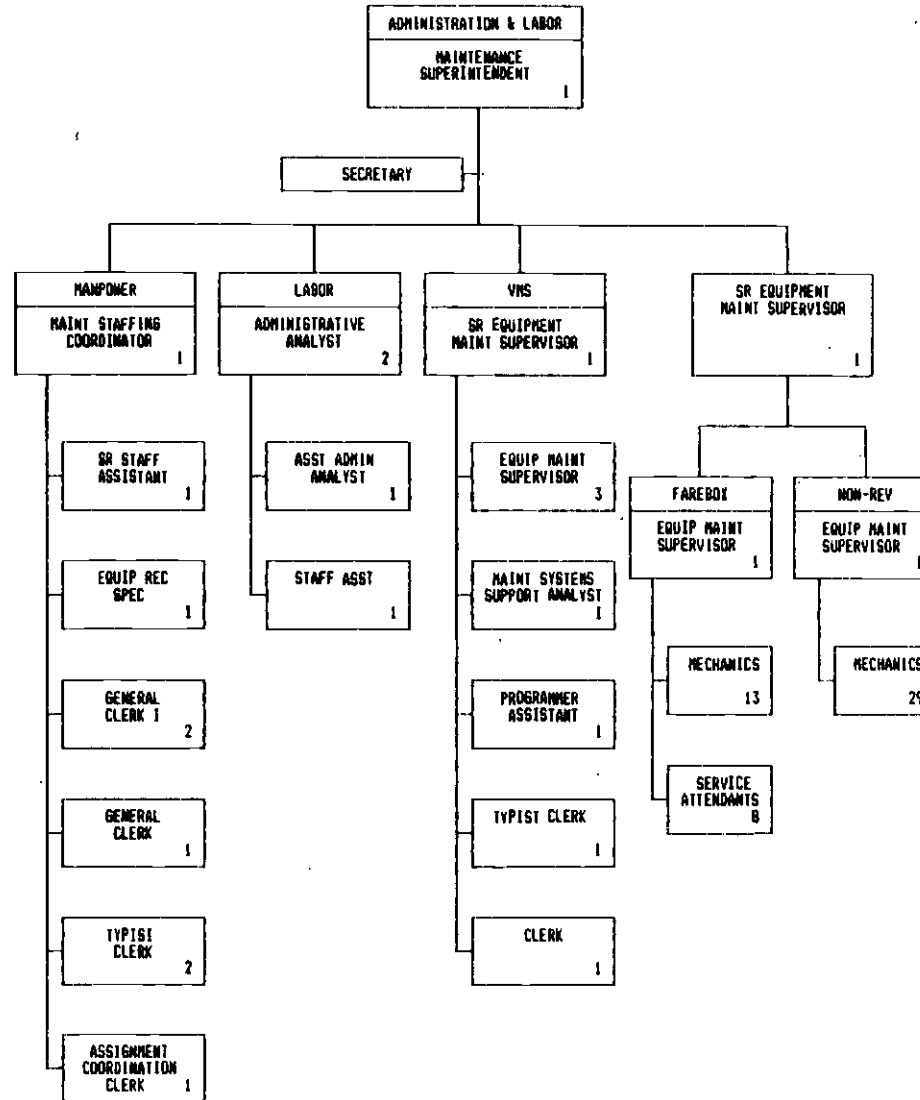 ADMINISTRATION & LABOR
MAINTENANCE
SUPERINTENDENT
1
SECRETARY
MANPOWER
MAINT STAFFING
COORDINATOR
1
SR STAFF
ASSISTANT
1
EQUIP REC
SPEC
1
GENERAL
CLERK I
2
GENERAL
CLERK
1
TYPIST
CLERK
2
ASSIGNMENT
COORDINATION
CLERK 1
LABOR
ADMINISTRATIVE
ANALYST
2
ASST ADMIN
ANALYST
1
STAFF ASST
1
VMS
SR EQUIPMENT
MAINT SUPERVISOR
1
EQUIP MAINT
SUPERVISOR
3
MAINT SYSTEMS
SUPPORT ANALYST
1
PROGRAMMER
ASSISTANT
1
TYPIST CLERK
1
CLERK
1
SR EQUIPMENT
MAINT SUPERVISOR
1
FAREBOX
EQUIP MAINT
SUPERVISOR
1
MECHANICS
13
SERVICE
ATTENDANTS
8
NON-REV
EQUIP MAINT
SUPERVISOR
MECHANICS
29